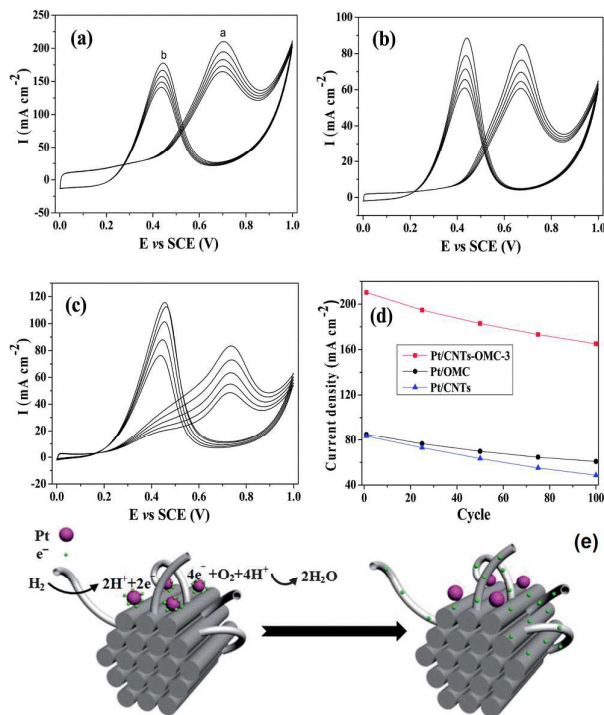 (a)
b
a
I (mA cm⁻²)
250
200
150
100
50
0
-50
0.0 0.2 0.4 0.6 0.8 1.0
E vs SCE (V)
(b)
I (mA cm⁻²)
100
80
60
40
20
0
0.0 0.2 0.4 0.6 0.8 1.0
E vs SCE (V)
(c)
I (mA cm⁻²)
120
100
80
60
40
20
0
-20
0.0 0.2 0.4 0.6 0.8 1.0
E vs SCE (V)
(d)
Current density (mA cm⁻²)
200
160
120
80
40
Pt/CNTs-OMC-3
Pt/OMC
Pt/CNTs
0 20 40 60 80 100
Cycle
(e)
Pt
e⁻
H₂
2H⁺+2e⁻
4e⁻+O₂+4H⁺
2H₂O